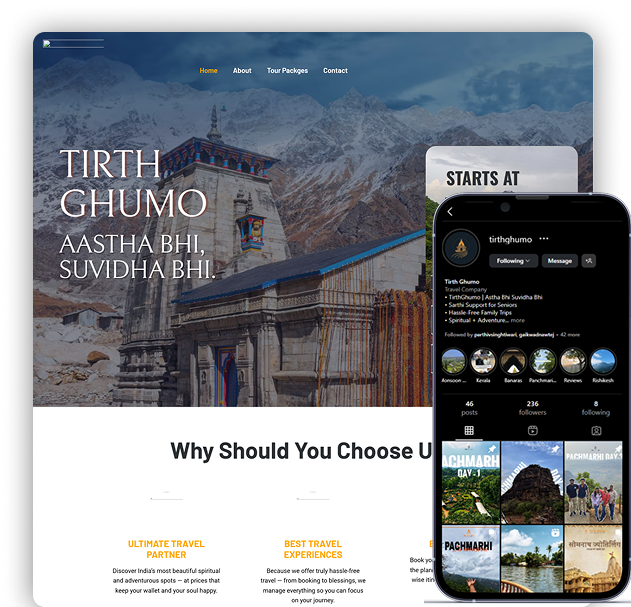 Home About Tour Packges Contact
TIRTH
GHUMO
AASTHA BHI,
SUVIDHA BHI.
STARTS AT
Why Should You Choose U
ULTIMATE TRAVEL
PARTNER
Discover India's most beautiful spiritual
and adventurous spots — at prices that
keep your wallet and your soul happy.
BEST TRAVEL
EXPERIENCES
Because we offer truly hassle-free
travel — from booking to blessings, we
manage everything so you can focus
on your journey.
Book you
the plan
wise itin
tirthghumo
Following Message
Tirth Ghumo
Travel Company
• TirthGhumo | Astha Bhi Suvidha Bhi
• Sarthi Support for Seniors
• Hassle-Free Family Trips
• Spiritual + Adventure... more
Followed by parthivsinghtiwari, gaikwadnawtej + 42 more
Monsoon ... Kerala Banaras Panchmari... Reviews Rishikesh
46 236 8
posts followers following
ACHMARH
DAY - 1
PACHMARHI DAY
PACHMARHI
सोमनाथ ज्योतिर्लिंग